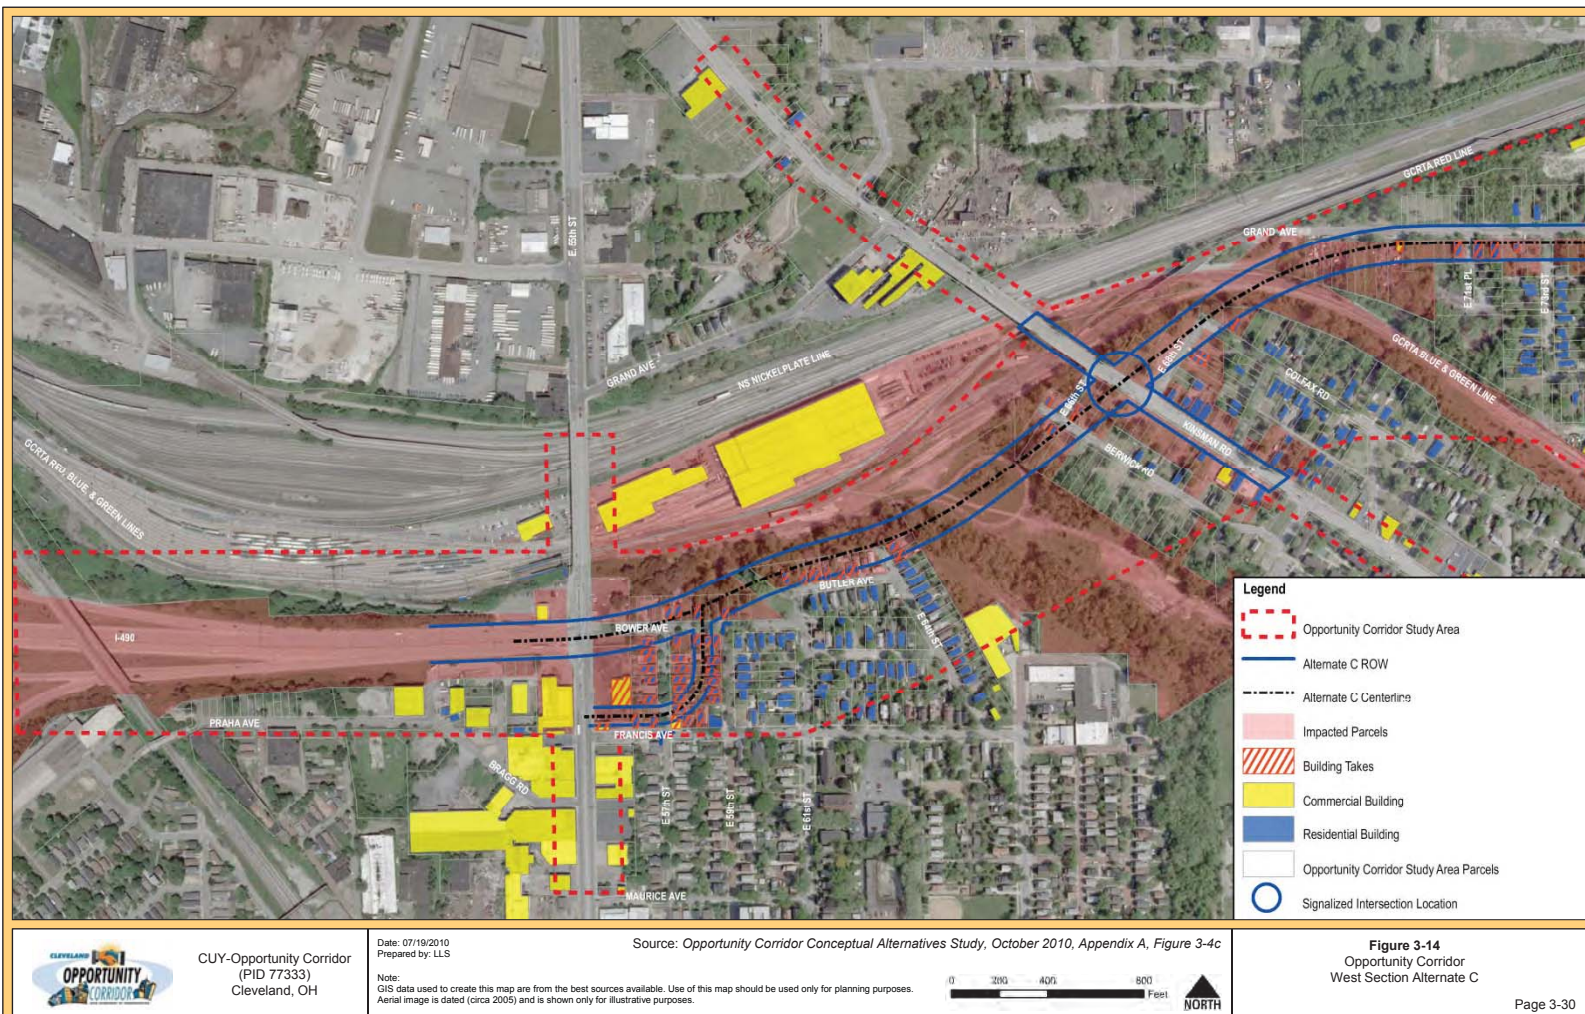 E. 55th ST
GCRTA RED LINE
GRAND AVE
E 71st PL
E 73rd ST
GRAND AVE
NS NICKELPLATE LINE
E 66th ST
E 68th ST
COLFAX RD
GCRTA BLUE & GREEN LINE
KINSMAN RD
BERWICK RD
GCRTA RED, BLUE, & GREEN LINES
I-490
BOWER AVE
BUTLER AVE
E 64th ST
PRAHA AVE
FRANCIS AVE
BRAGG RD
E 57th ST
E 59th ST
E 61st ST
MAURICE AVE
Legend
Opportunity Corridor Study Area
Alternate C ROW
Alternate C Centerline
Impacted Parcels
Building Takes
Commercial Building
Residential Building
Opportunity Corridor Study Area Parcels
Signalized Intersection Location
CLEVELAND
OPPORTUNITY
CORRIDOR
CUY-Opportunity Corridor
(PID 77333)
Cleveland, OH
Date: 07/19/2010
Prepared by: LLS
Note:
GIS data used to create this map are from the best sources available. Use of this map should be used only for planning purposes.
Aerial image is dated (circa 2005) and is shown only for illustrative purposes.
Source: Opportunity Corridor Conceptual Alternatives Study, October 2010, Appendix A, Figure 3-4c
0 200 400 800
Feet
NORTH
Figure 3-14
Opportunity Corridor
West Section Alternate C
Page 3-30